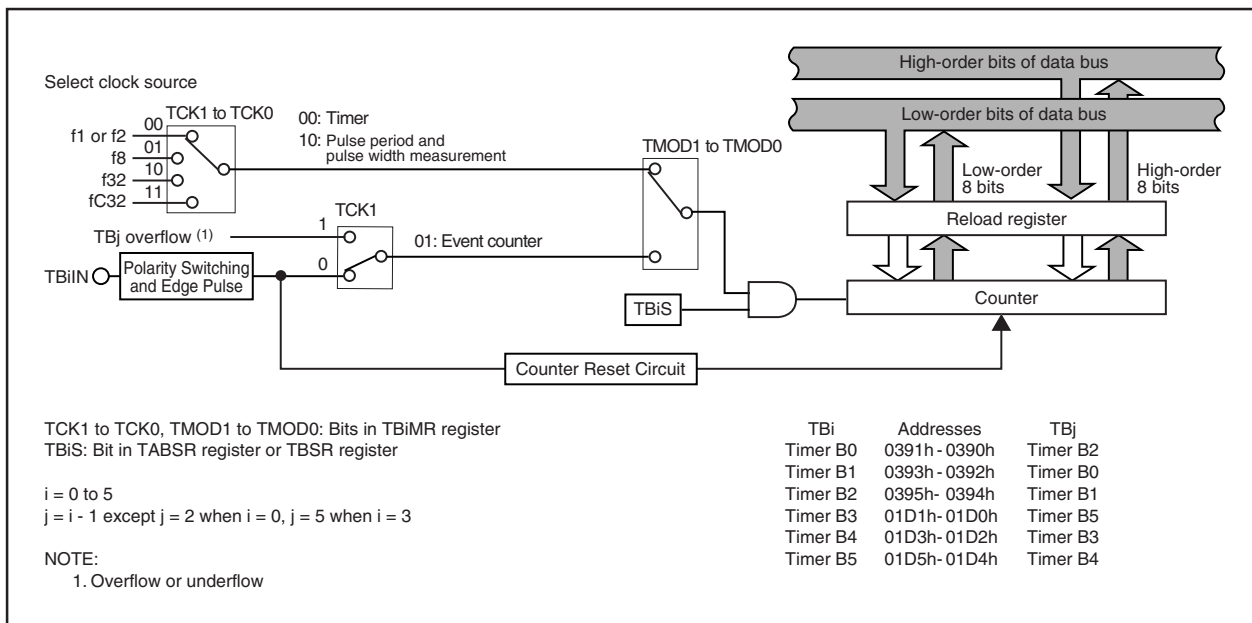 High-order bits of data bus
Select clock source
Low-order bits of data bus
TCK1 to TCK0
00: Timer
10: Pulse period and
pulse width measurement
TMOD1 to TMOD0
f1 or f2
00
f8
01
f32
10
fC32
11
Low-order
8 bits
High-order
8 bits
Reload register
TCK1
TBj overflow (1)
1
0
01: Event counter
TBiIN
Polarity Switching
and Edge Pulse
TBiS
Counter
Counter Reset Circuit
TCK1 to TCK0, TMOD1 to TMOD0: Bits in TBiMR register
TBiS: Bit in TABSR register or TBSR register
i = 0 to 5
j = i - 1 except j = 2 when i = 0, j = 5 when i = 3
NOTE:
1. Overflow or underflow
TBi Addresses TBj
Timer B0 0391h - 0390h Timer B2
Timer B1 0393h - 0392h Timer B0
Timer B2 0395h- 0394h Timer B1
Timer B3 01D1h- 01D0h Timer B5
Timer B4 01D3h- 01D2h Timer B3
Timer B5 01D5h- 01D4h Timer B4